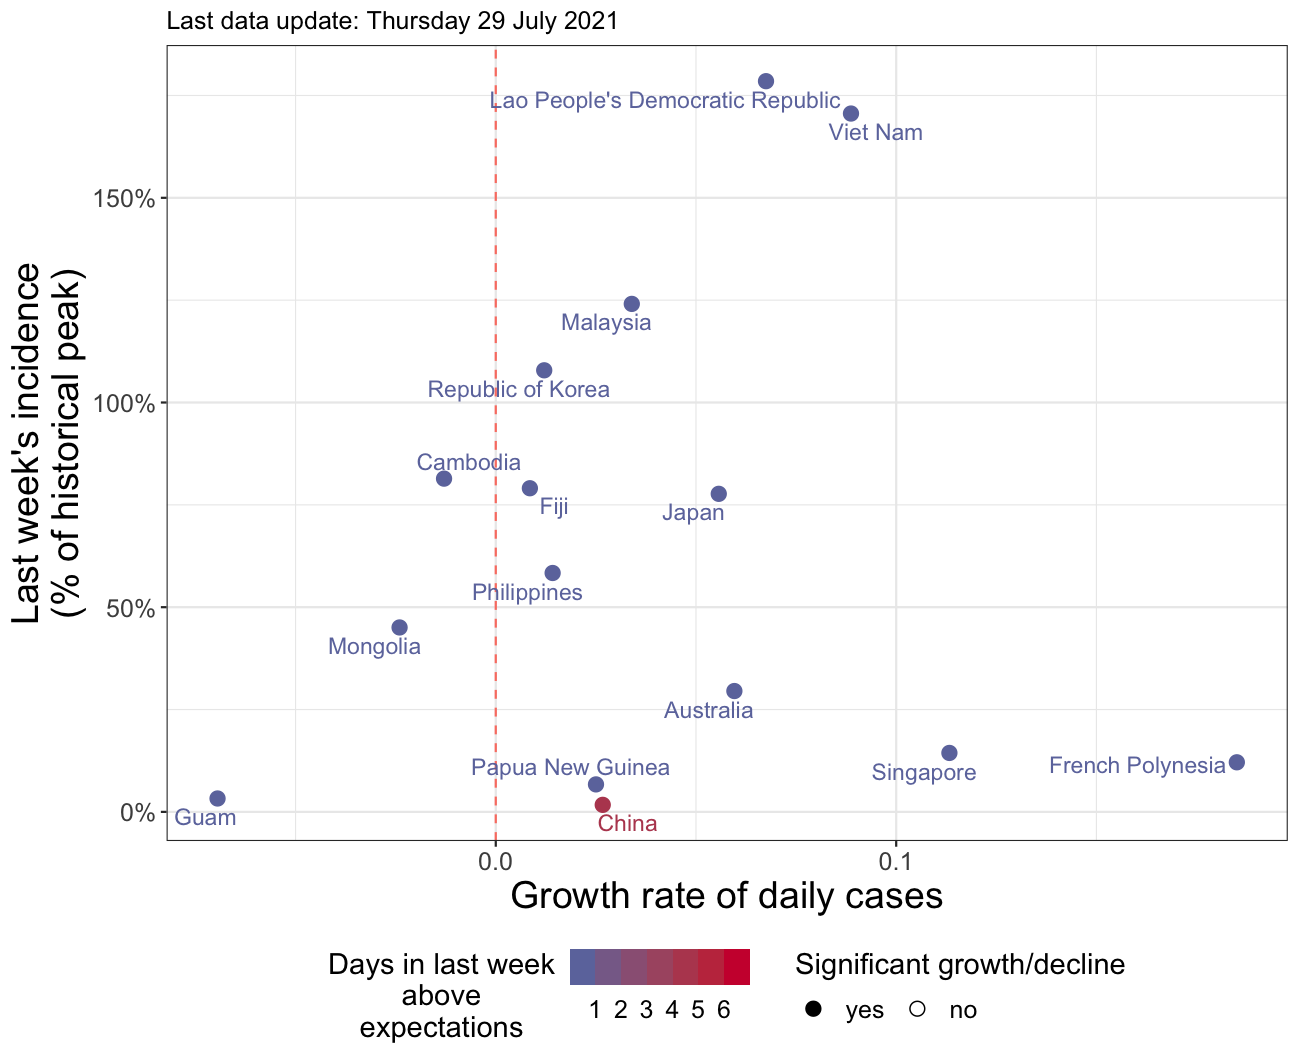 Last data update: Thursday 29 July 2021
Last week's incidence
(% of historical peak)
150%
100%
50%
0%
Lao People's Democratic Republic
Viet Nam
Malaysia
Republic of Korea
Cambodia
Fiji
Japan
Philippines
Mongolia
Australia
Papua New Guinea
Singapore
French Polynesia
Guam
China
0.0
0.1
Growth rate of daily cases
Days in last week
above
expectations
1 2 3 4 5 6
Significant growth/decline
yes no